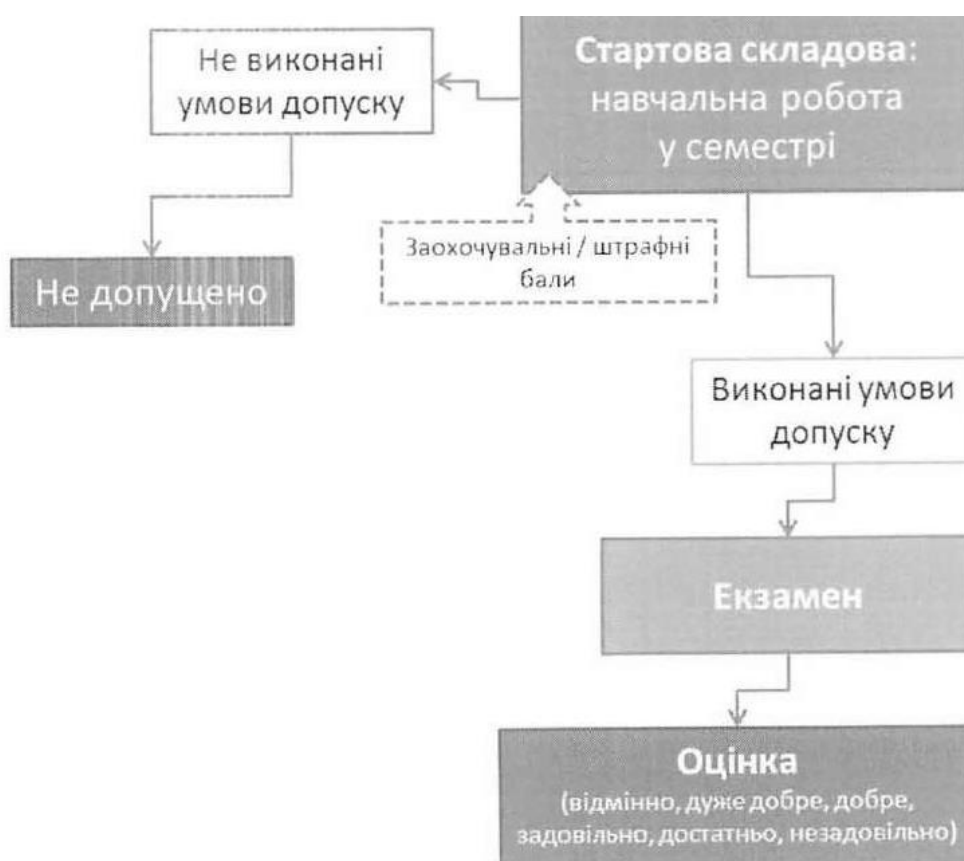 Не виконані
умови допуску
Стартова складова:
навчальна робота
у семестрі
Заохочувальні / штрафні
бали
Не допущено
Виконані умови
допуску
Екзамен
Оцінка
(відмінно, дуже добре, добре,
задовільно, достатньо, незадовільно)